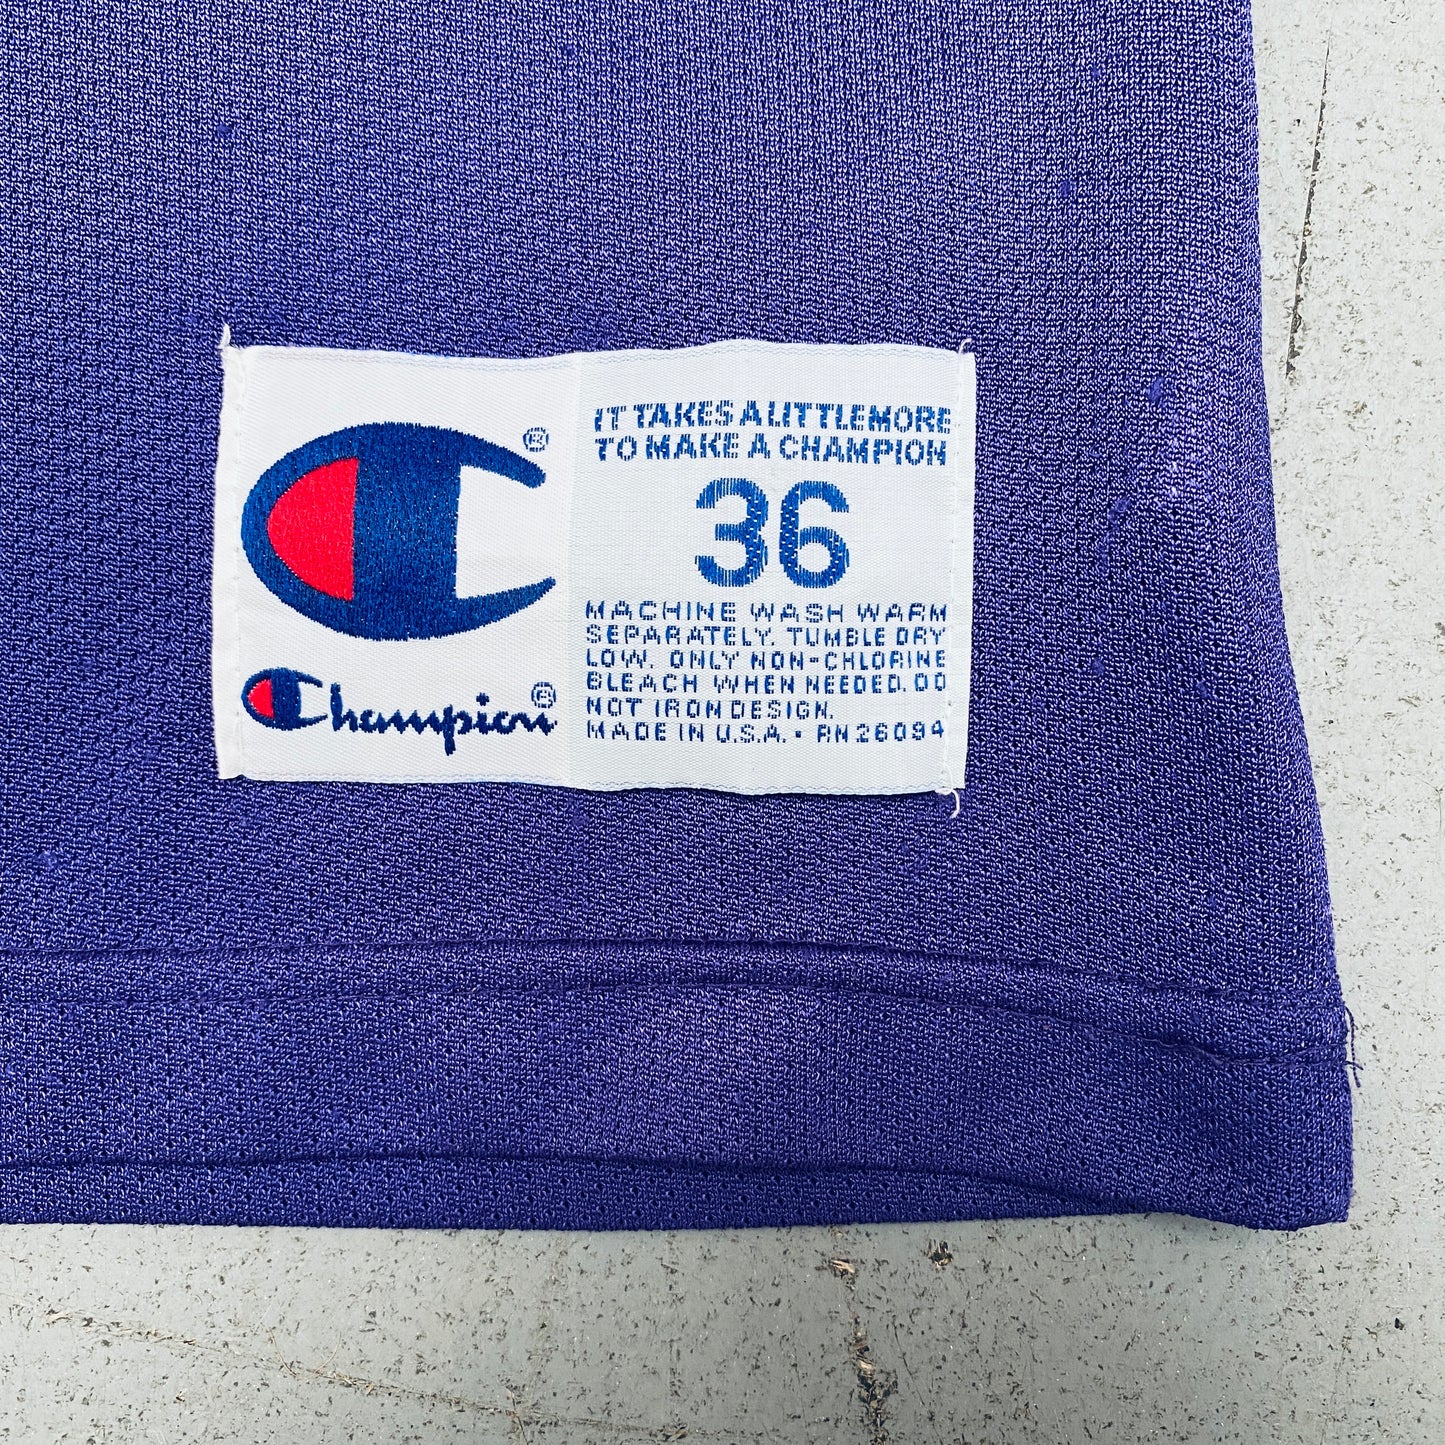 ®
Champion®
IT TAKES A LITTLE MORE
TO MAKE A CHAMPION
36
MACHINE WASH WARM
SEPARATELY. TUMBLE DRY
LOW. ONLY NON-CHLORINE
BLEACH WHEN NEEDED. DO
NOT IRON DESIGN.
MADE IN U.S.A. • RN 26094